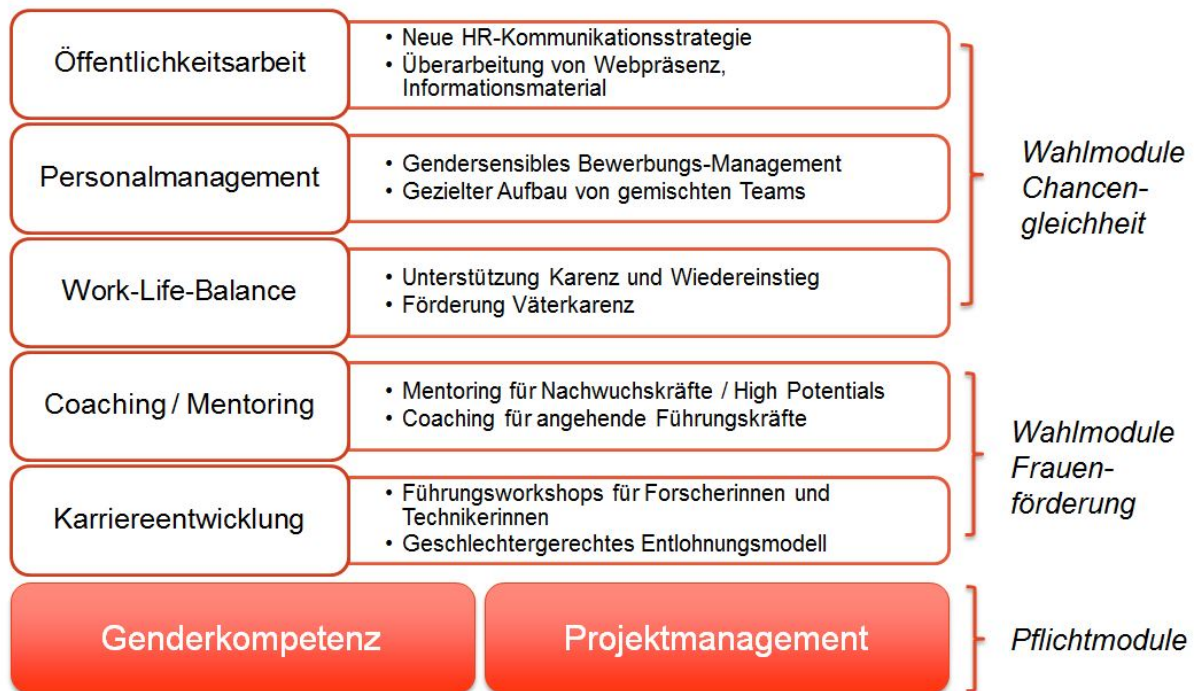 Öffentlichkeitsarbeit
• Neue HR-Kommunikationsstrategie
• Überarbeitung von Webpräsenz,
Informationsmaterial
Personalmanagement
• Gendersensibles Bewerbungs-Management
• Gezielter Aufbau von gemischten Teams
Work-Life-Balance
• Unterstützung Karenz und Wiedereinstieg
• Förderung Väterkarenz
Wahlmodule
Chancen-
gleichheit
Coaching / Mentoring
• Mentoring für Nachwuchskräfte / High Potentials
• Coaching für angehende Führungskräfte
Karriereentwicklung
• Führungsworkshops für Forscherinnen und
Technikerinnen
• Geschlechtergerechtes Entlohnungsmodell
Wahlmodule
Frauen-
förderung
Genderkompetenz
Projektmanagement
Pflichtmodule